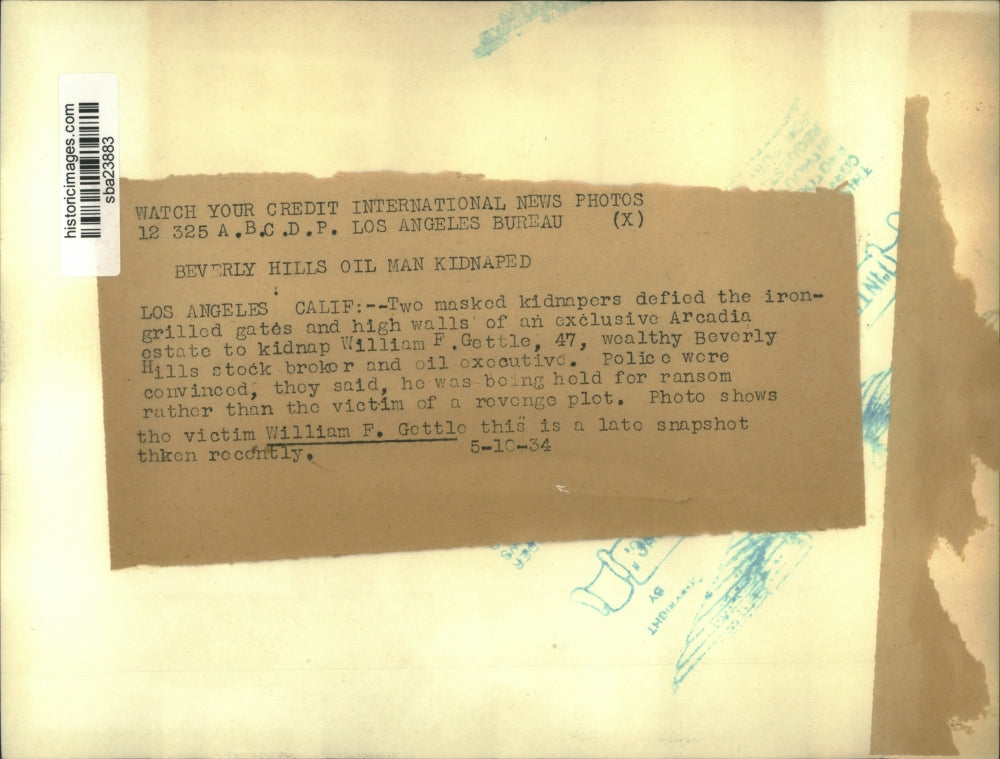 historicimages.com
sba23883
WATCH YOUR CREDIT INTERNATIONAL NEWS PHOTOS
12 325 A.B.C.D.P. LOS ANGELES BUREAU (X)
BEVERLY HILLS OIL MAN KIDNAPED
LOS ANGELES CALIF:--Two masked kidnapers defied the iron-
grilled gates and high walls of an exclusive Arcadia
estate to kidnap William F.Gettle, 47, wealthy Beverly
Hills stock broker and oil executive. Police were
convinced, they said, he was being held for ransom
rather than the victim of a revenge plot. Photo shows
the victim William F. Gettle this is a late snapshot
thken recently. 5-10-34
INC.
BY
COPYRIGHT